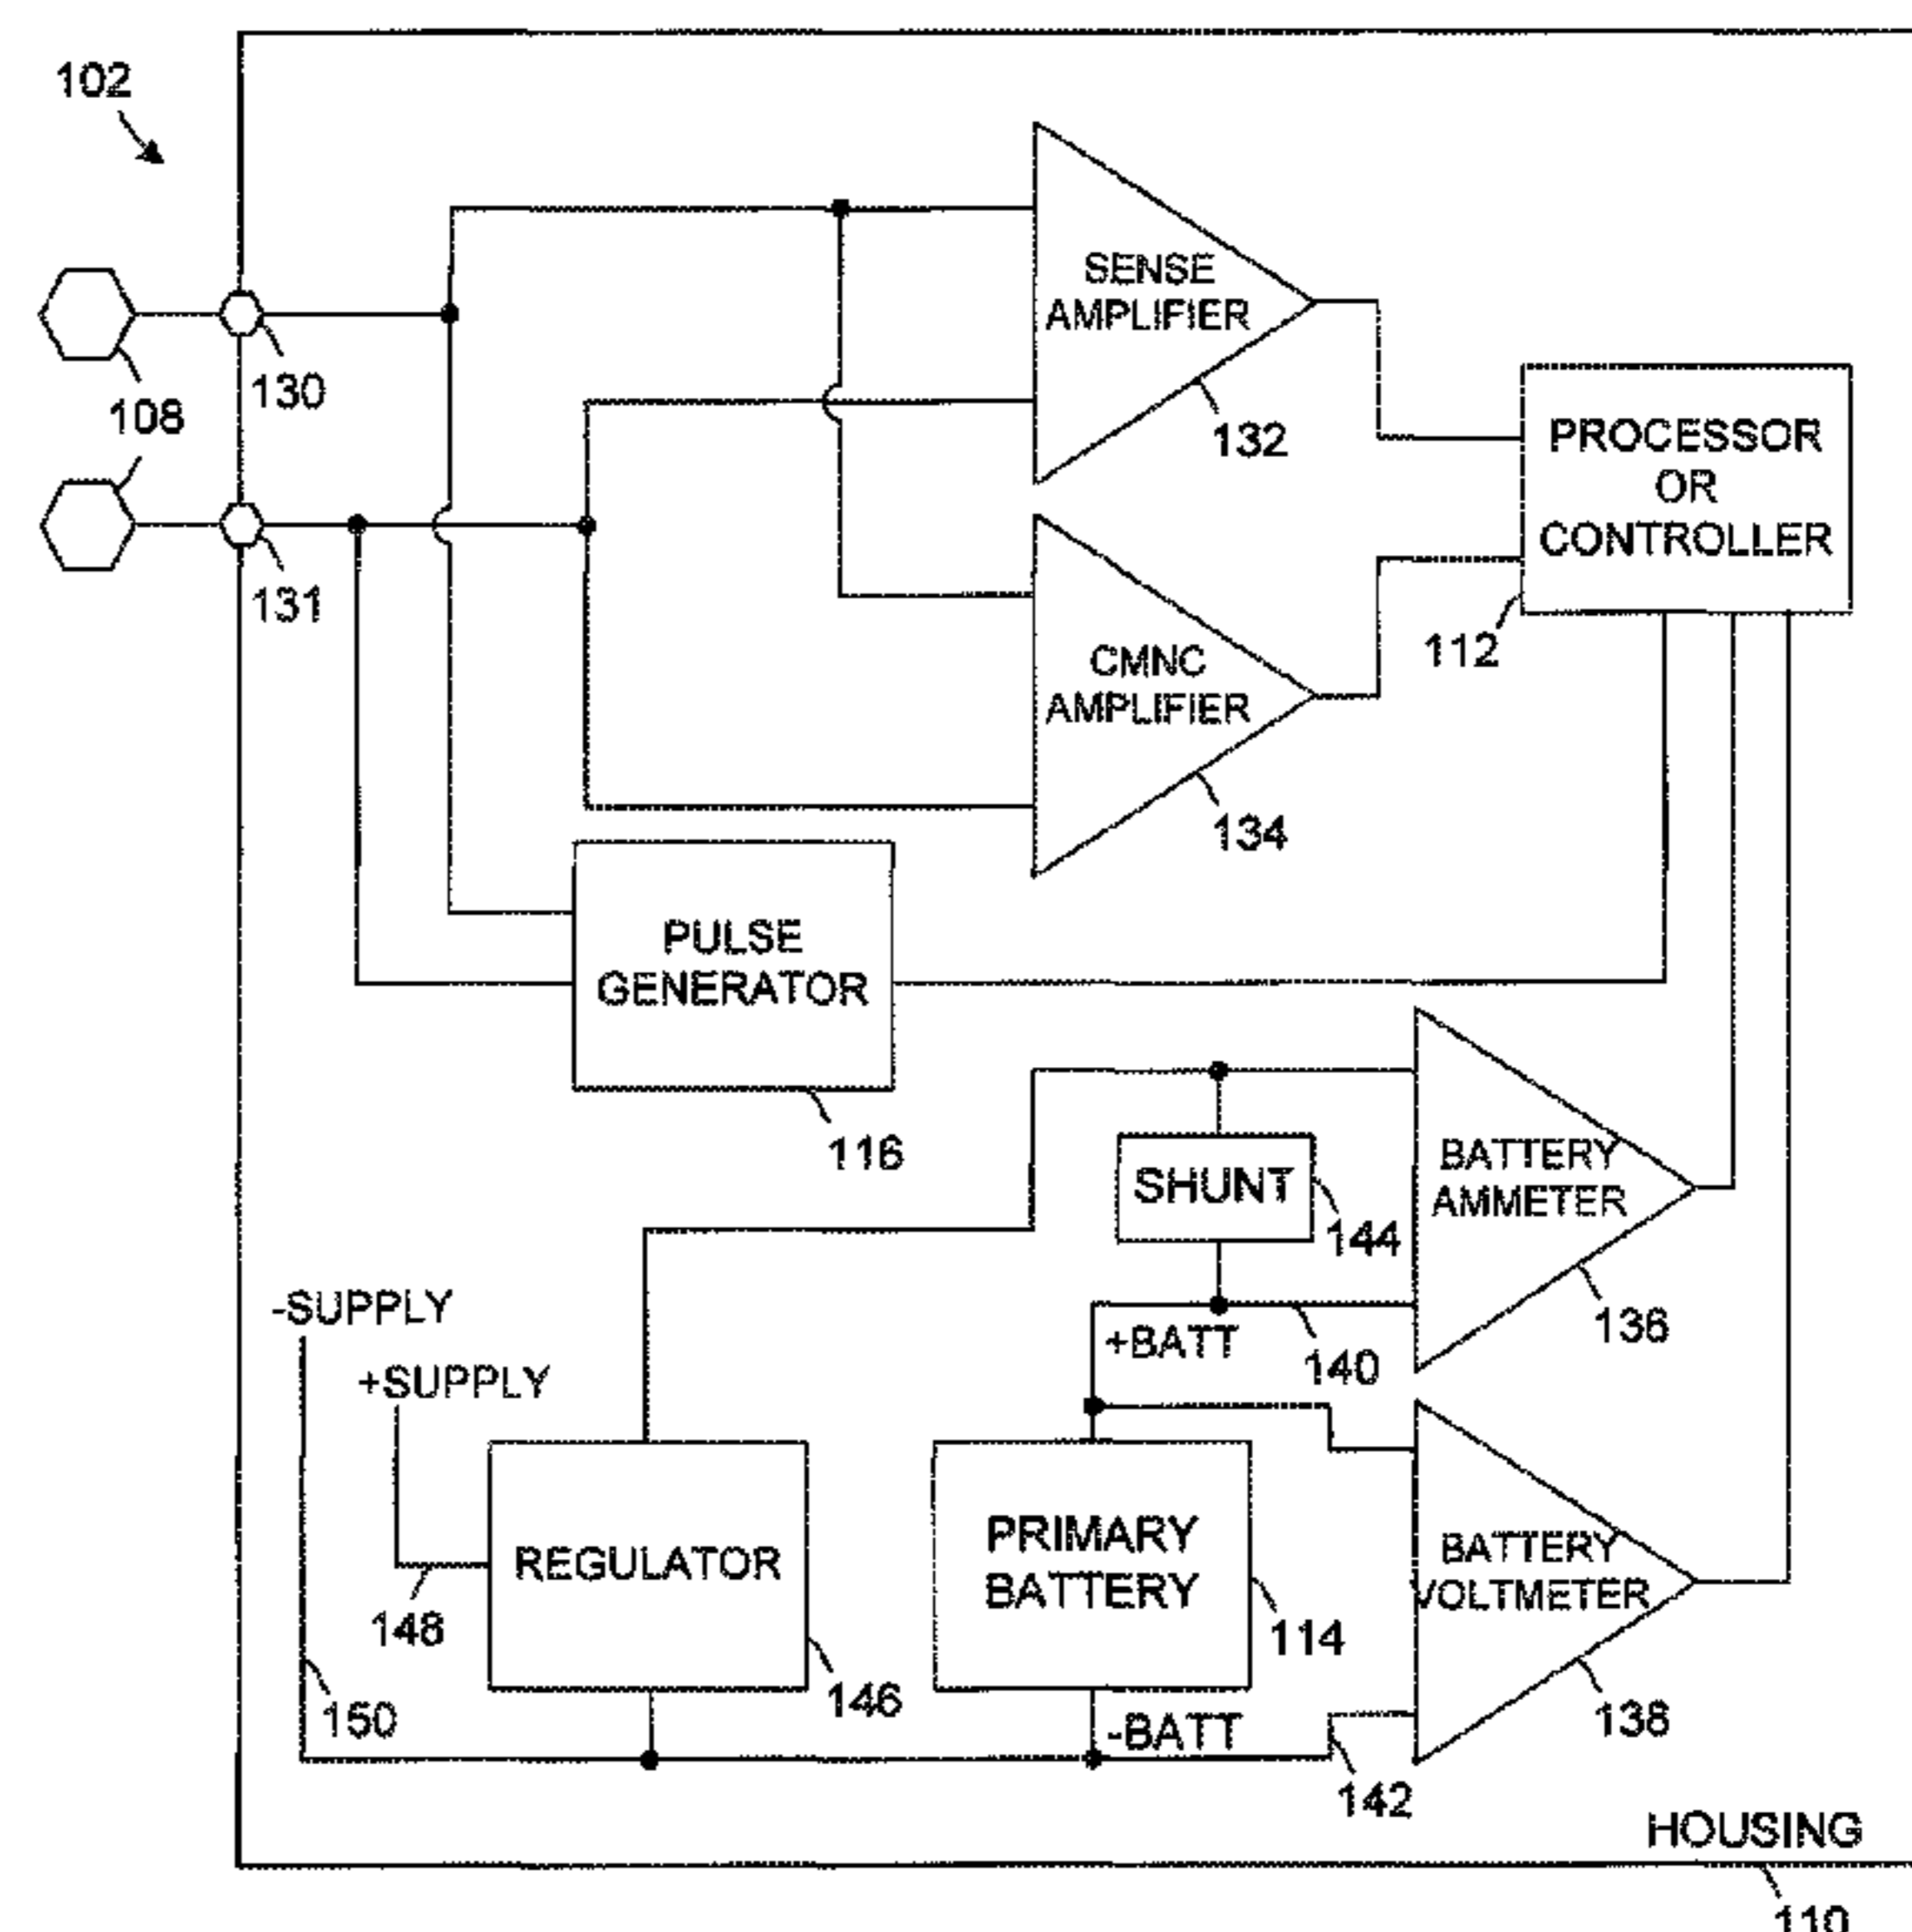 102
SENSE
AMPLIFIER
130
108
132
PROCESSOR
OR
CONTROLLER
131
112
CMNC
AMPLIFIER
134
PULSE
GENERATOR
116
BATTERY
AMMETER
SHUNT
144
-SUPPLY
136
+BATT
140
+SUPPLY
PRIMARY
BATTERY
BATTERY
VOLTMETER
REGULATOR
148
114
146
150
-BATT
138
142
HOUSING
110